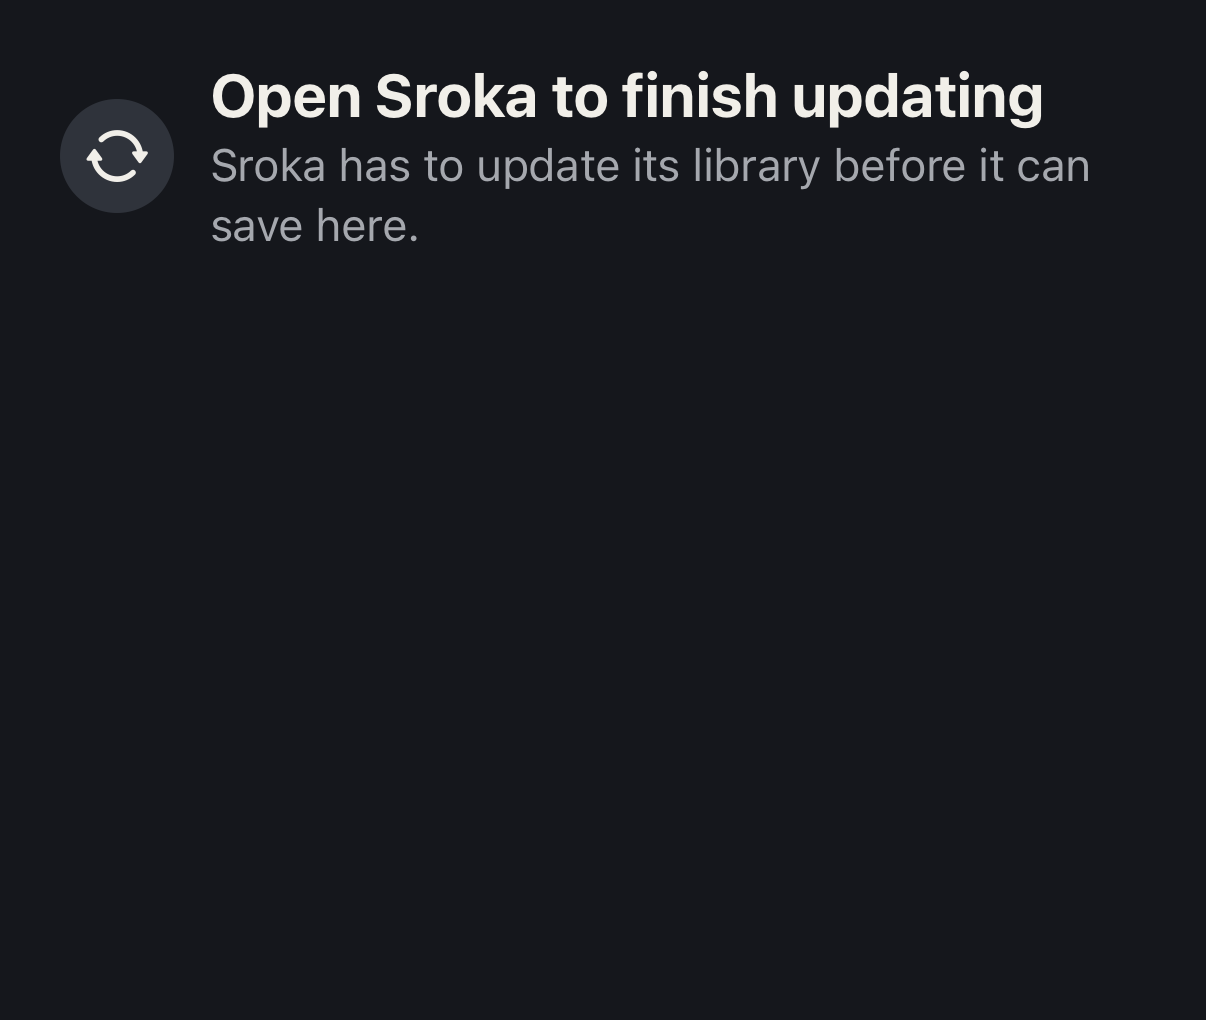 Open Sroka to finish updating
Sroka has to update its library before it can
save here.